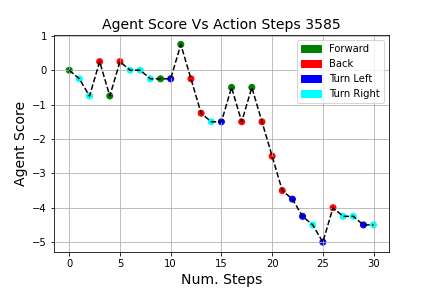 Agent Score Vs Action Steps 3585
Forward
Back
Turn Left
Turn Right
Agent Score
1
0
−1
−2
−3
−4
−5
0 5 10 15 20 25 30
Num. Steps